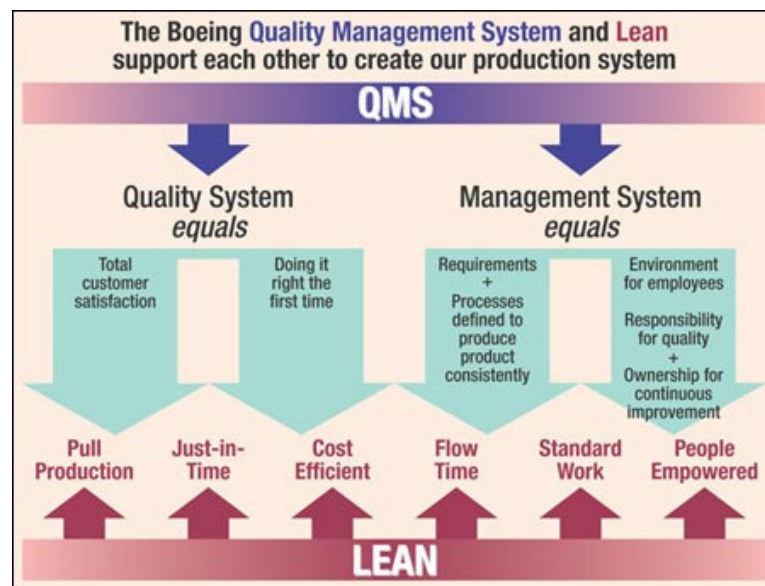 The Boeing Quality Management System and Lean
support each other to create our production system
QMS
Quality System
equals
Management System
equals
Total
customer
satisfaction
Doing it
right the
first time
Requirements
+
Processes
defined to
produce
product
consistently
Environment
for employees
Responsibility
for quality
+
Ownership for
continuous
improvement
Pull
Production
Just-in-
Time
Cost
Efficient
Flow
Time
Standard
Work
People
Empowered
LEAN